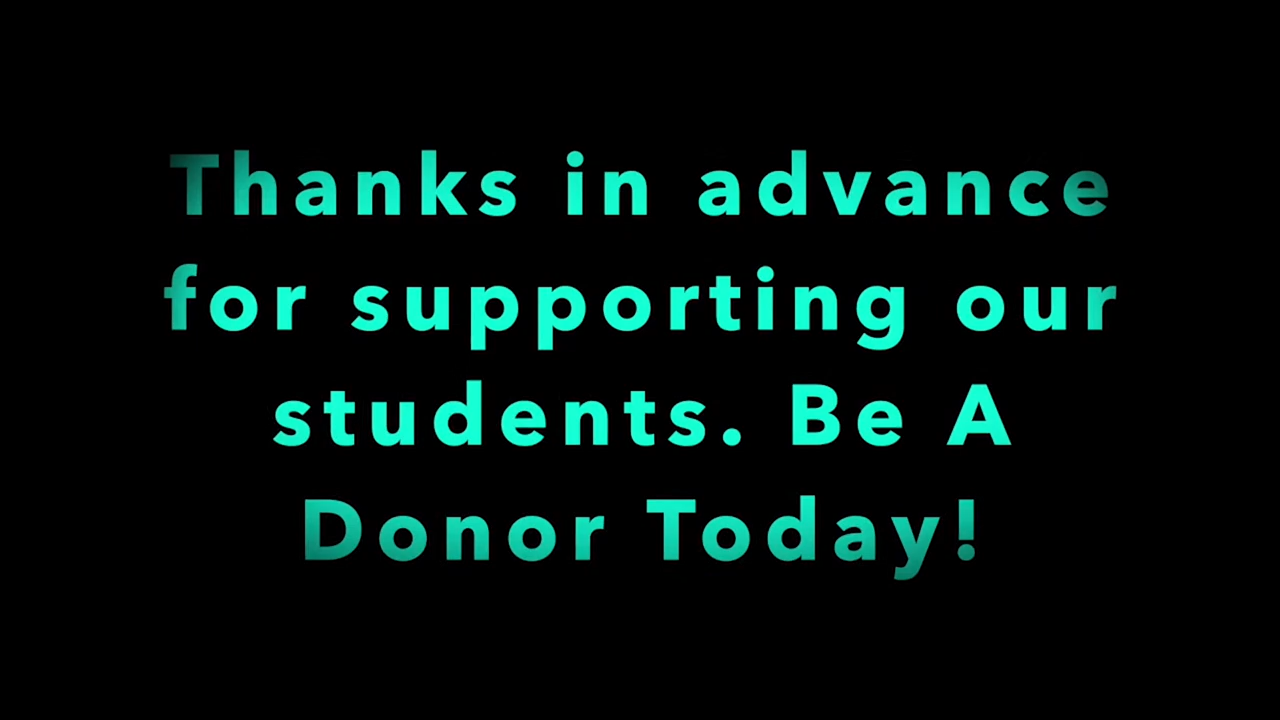 Thanks in advance
for supporting our
students. Be A
Donor Today!